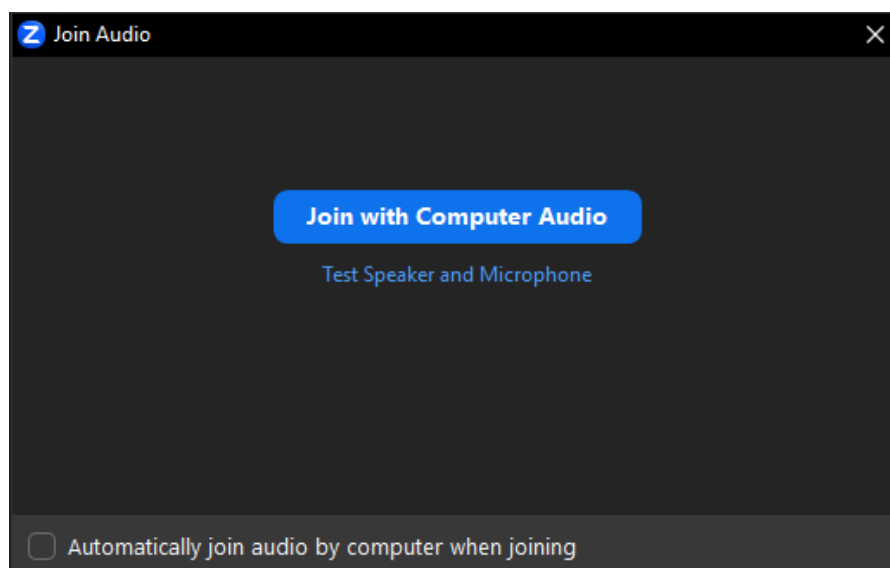 Z Join Audio
Join with Computer Audio
Test Speaker and Microphone
Automatically join audio by computer when joining